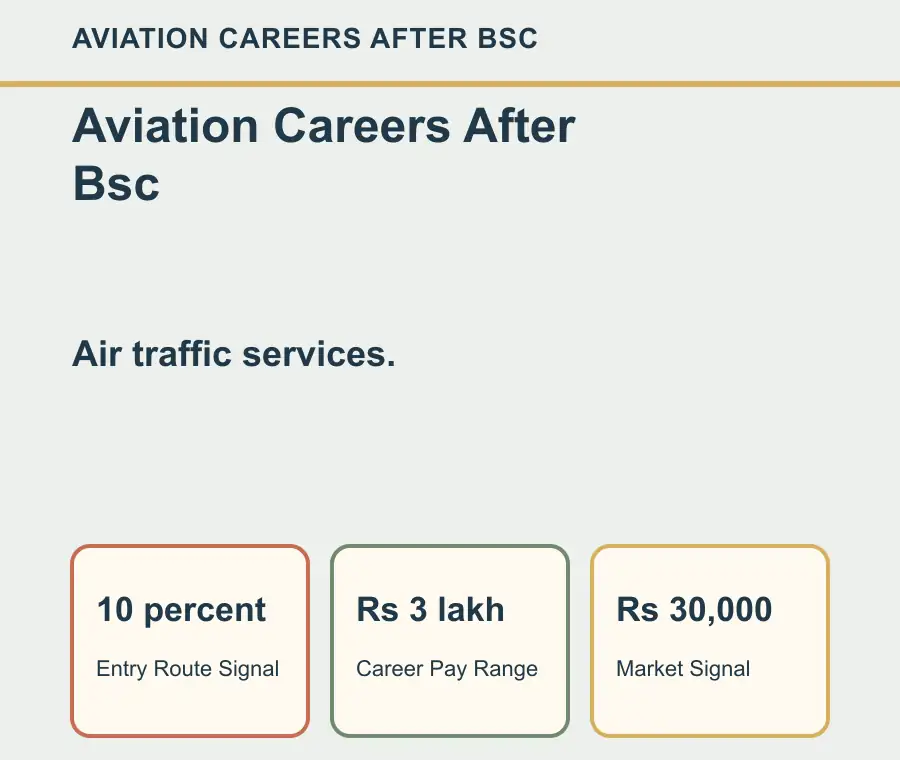 AVIATION CAREERS AFTER BSC
Aviation Careers After
Bsc
Air traffic services.
10 percent
Entry Route Signal
Rs 3 lakh
Career Pay Range
Rs 30,000
Market Signal